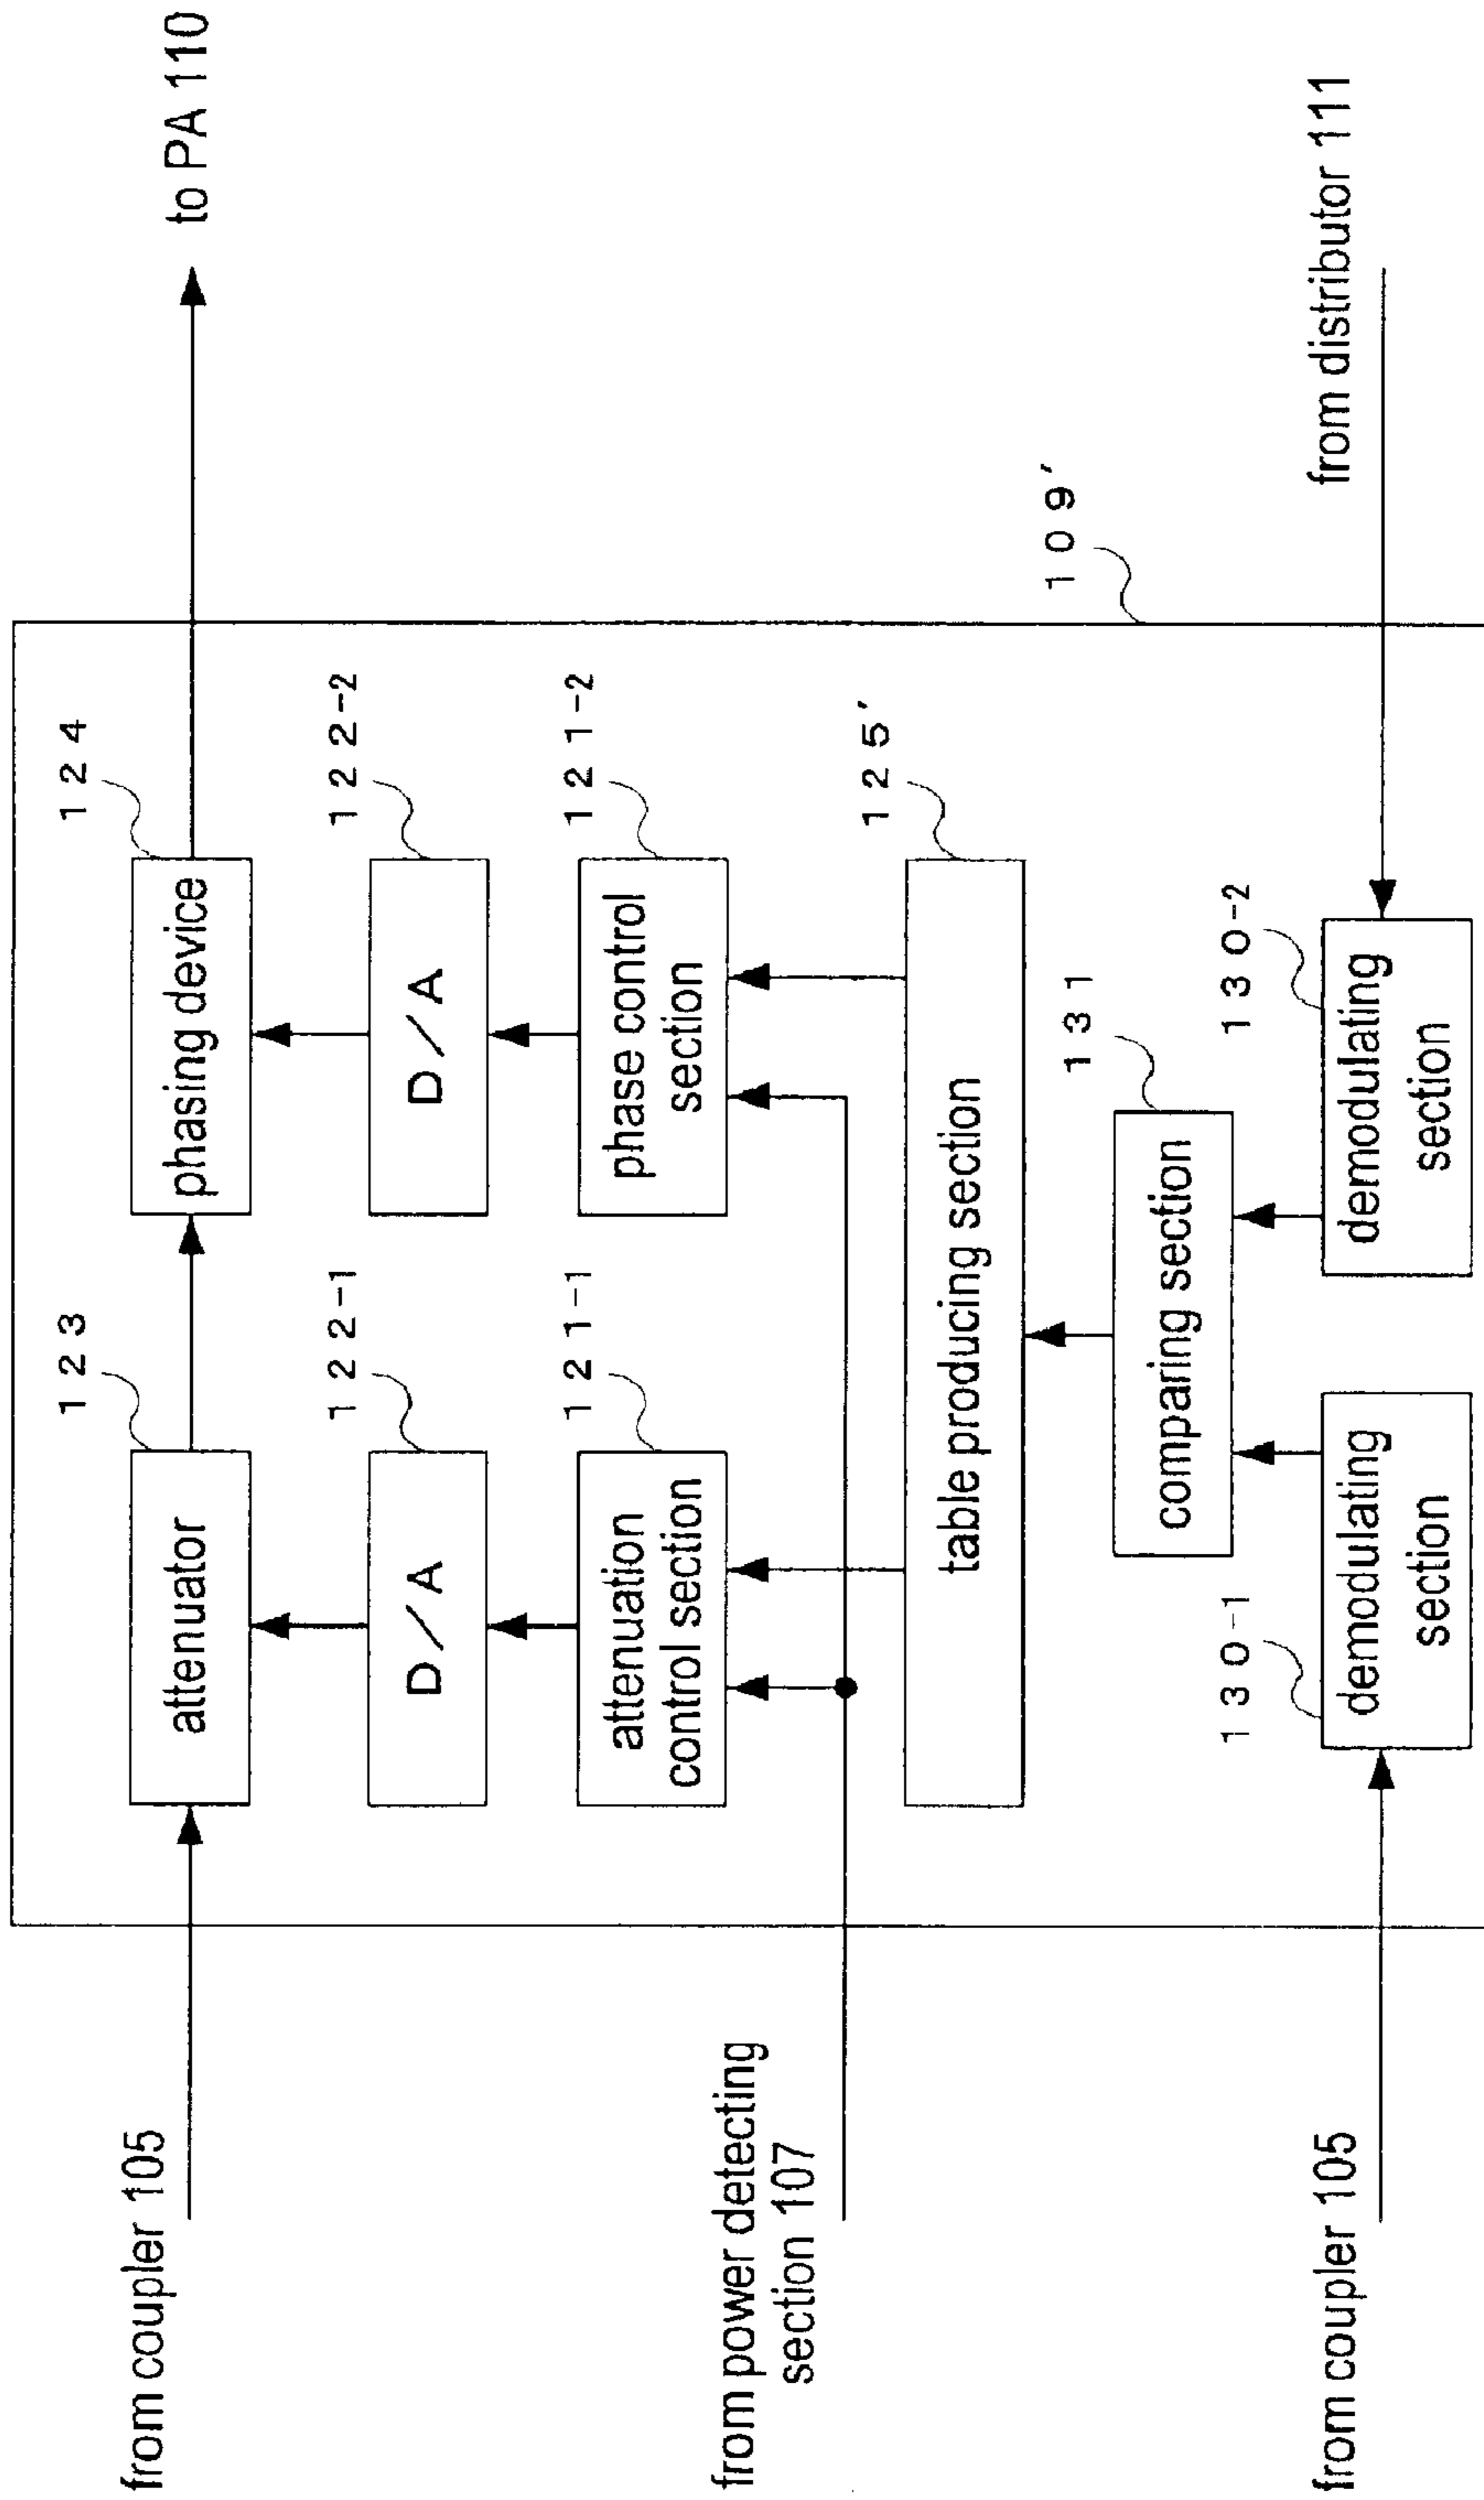 from coupler 105
123
attenuator
124
phasing device
to PA 110
122-1
D/A
122-2
D/A
121-1
attenuation
control section
121-2
phase control
section
from power detecting
section 107
125′
table producing section
109′
131
comparing section
130-1
demodulating
section
130-2
demodulating
section
from coupler 105
from distributor 111